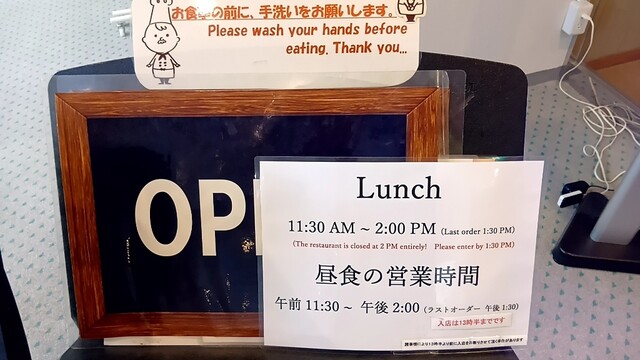 お食事の前に、手洗いをお願いします。
Please wash your hands before
eating. Thank you...
OP
Lunch
11:30 AM ~ 2:00 PM (Last order 1:30 PM)
(The restaurant is closed at 2 PM entirely! Please enter by 1:30 PM)
昼食の営業時間
午前 11:30 ~ 午後 2:00 (ラストオーダー 午後 1:30)
入店は13時半までです